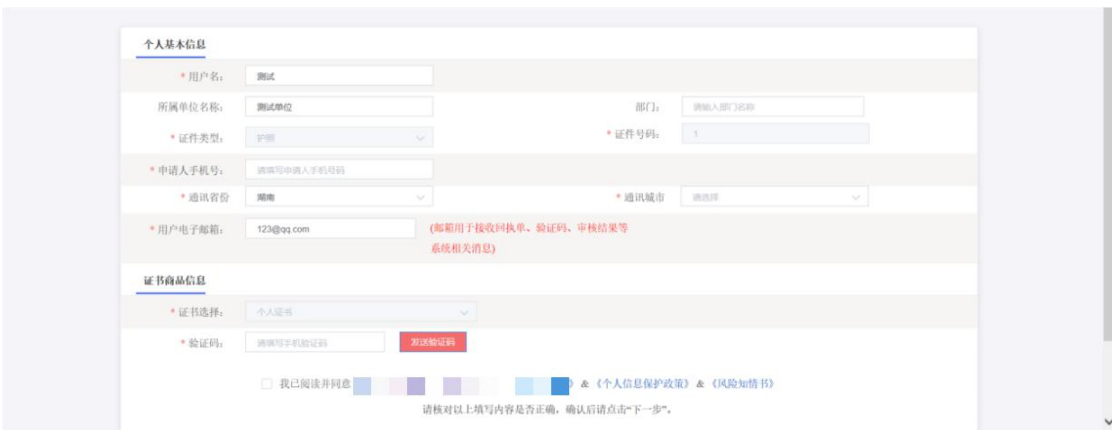 个人基本信息
* 用户名： 测试
所属单位名称： 测试单位 部门： 请输入部门名称
* 证件类型： 护照 * 证件号码： 1
* 申请人手机号： 请填写申请人手机号码
* 通讯省份 湖南 * 通讯城市 请选择
* 用户电子邮箱： 123@qq.com (邮箱用于接收回执单、验证码、审核结果等
系统相关消息)
证书商品信息
* 证书选择： 个人证书
* 验证码： 请填写手机验证码 发送验证码
我已阅读并同意 》 & 《个人信息保护政策》 & 《风险知情书》
请核对以上填写内容是否正确，确认后请点击“下一步”。